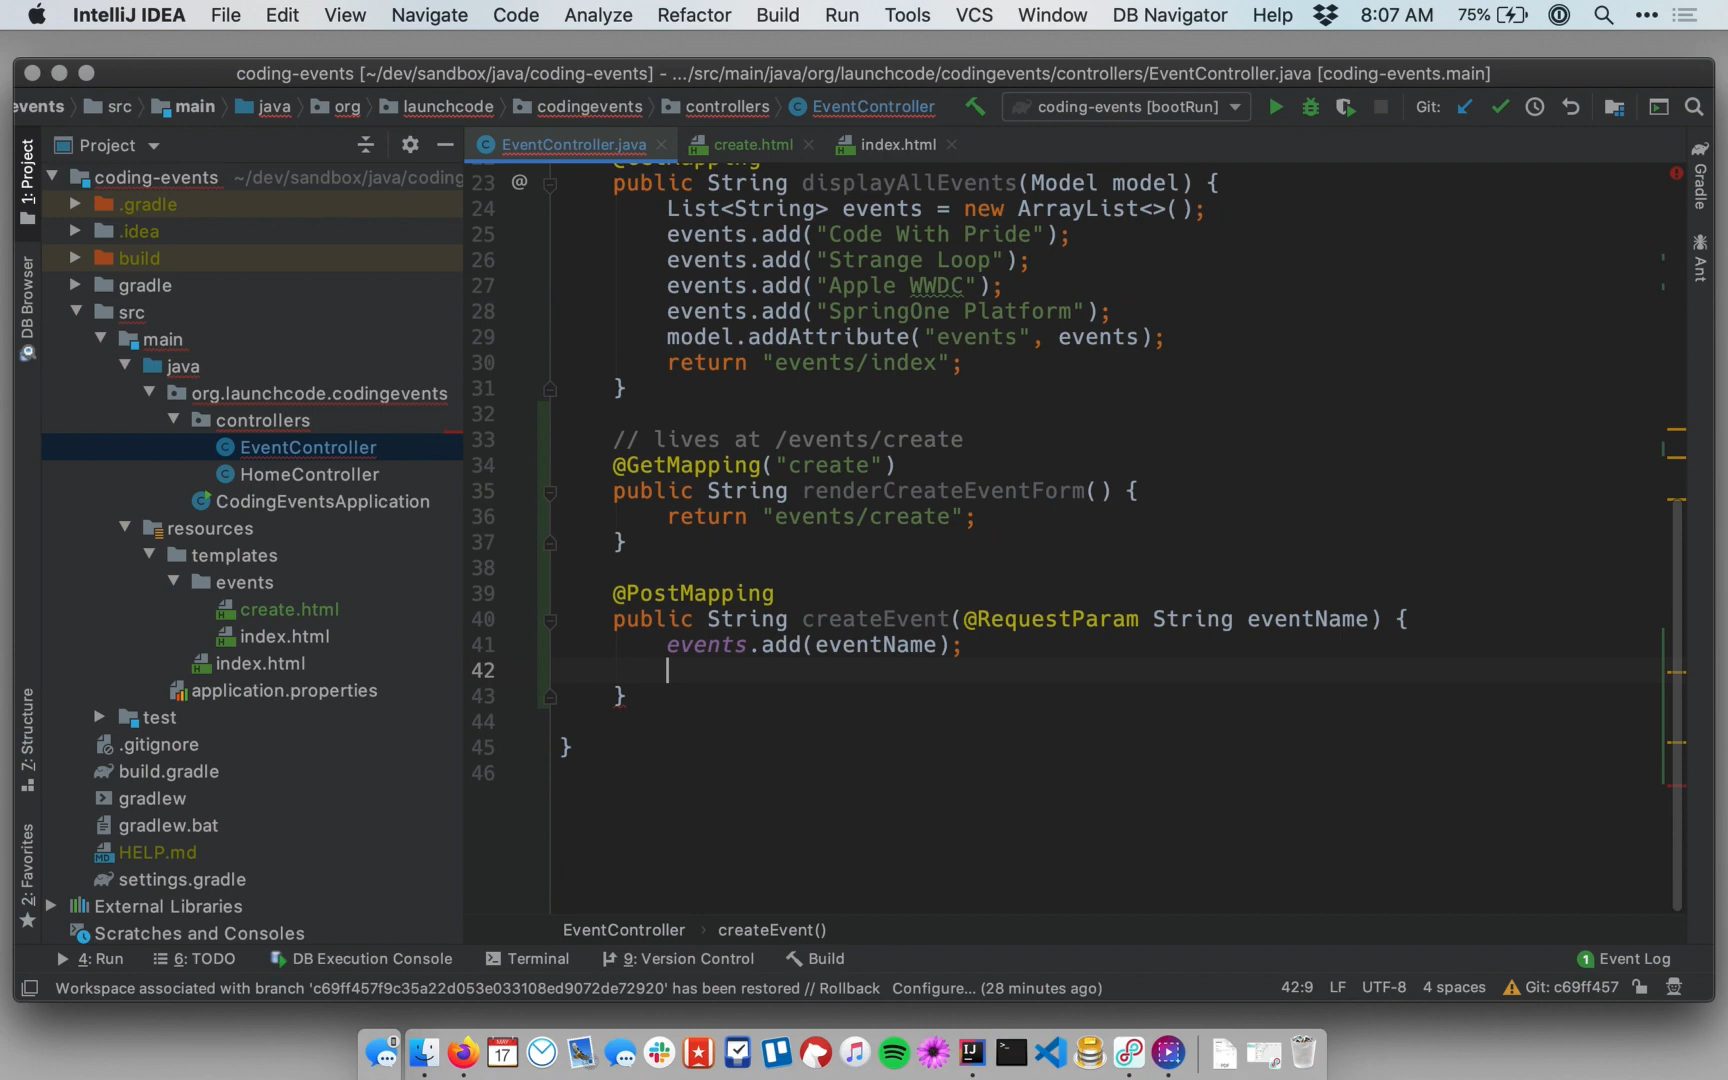 IntelliJ IDEA File Edit View Navigate Code Analyze Refactor Build Run Tools VCS Window DB Navigator Help 8:07 AM 75%
coding-events [~/dev/sandbox/java/coding-events] - .../src/main/java/org/launchcode/codingevents/controllers/EventController.java [coding-events.main]
events src main java org launchcode codingevents controllers EventController coding-events [bootRun] Git:
Project EventController.java create.html index.html
1: Project
DB Browser
7: Structure
2: Favorites
coding-events ~/dev/sandbox/java/coding
.gradle
.idea
build
gradle
src
main
java
org.launchcode.codingevents
controllers
EventController
HomeController
CodingEventsApplication
resources
templates
events
create.html
index.html
index.html
application.properties
test
.gitignore
build.gradle
gradlew
gradlew.bat
HELP.md
settings.gradle
External Libraries
Scratches and Consoles
23 @ public String displayAllEvents(Model model) {
24 List<String> events = new ArrayList<>();
25 events.add("Code With Pride");
26 events.add("Strange Loop");
27 events.add("Apple WWDC");
28 events.add("SpringOne Platform");
29 model.addAttribute("events", events);
30 return "events/index";
31 }
32
33 // lives at /events/create
34 @GetMapping("create")
35 public String renderCreateEventForm() {
36 return "events/create";
37 }
38
39 @PostMapping
40 public String createEvent(@RequestParam String eventName) {
41 events.add(eventName);
42
43 }
44
45 }
46
Gradle
Ant
EventController › createEvent()
4: Run 6: TODO DB Execution Console Terminal 9: Version Control Build 1 Event Log
Workspace associated with branch 'c69ff457f9c35a22d053e033108ed9072de72920' has been restored // Rollback Configure... (28 minutes ago) 42:9 LF UTF-8 4 spaces Git: c69ff457
MAY
17
IJ
PDF